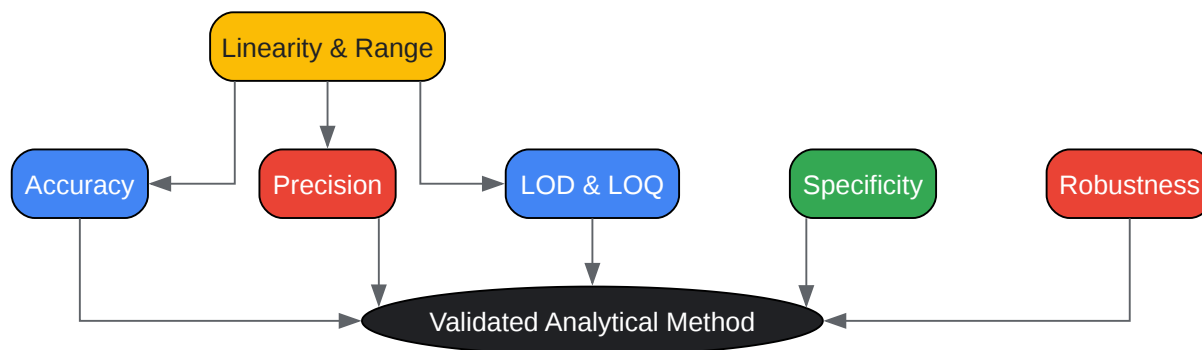 Linearity & Range
Accuracy
Precision
LOD & LOQ
Specificity
Robustness
Validated Analytical Method